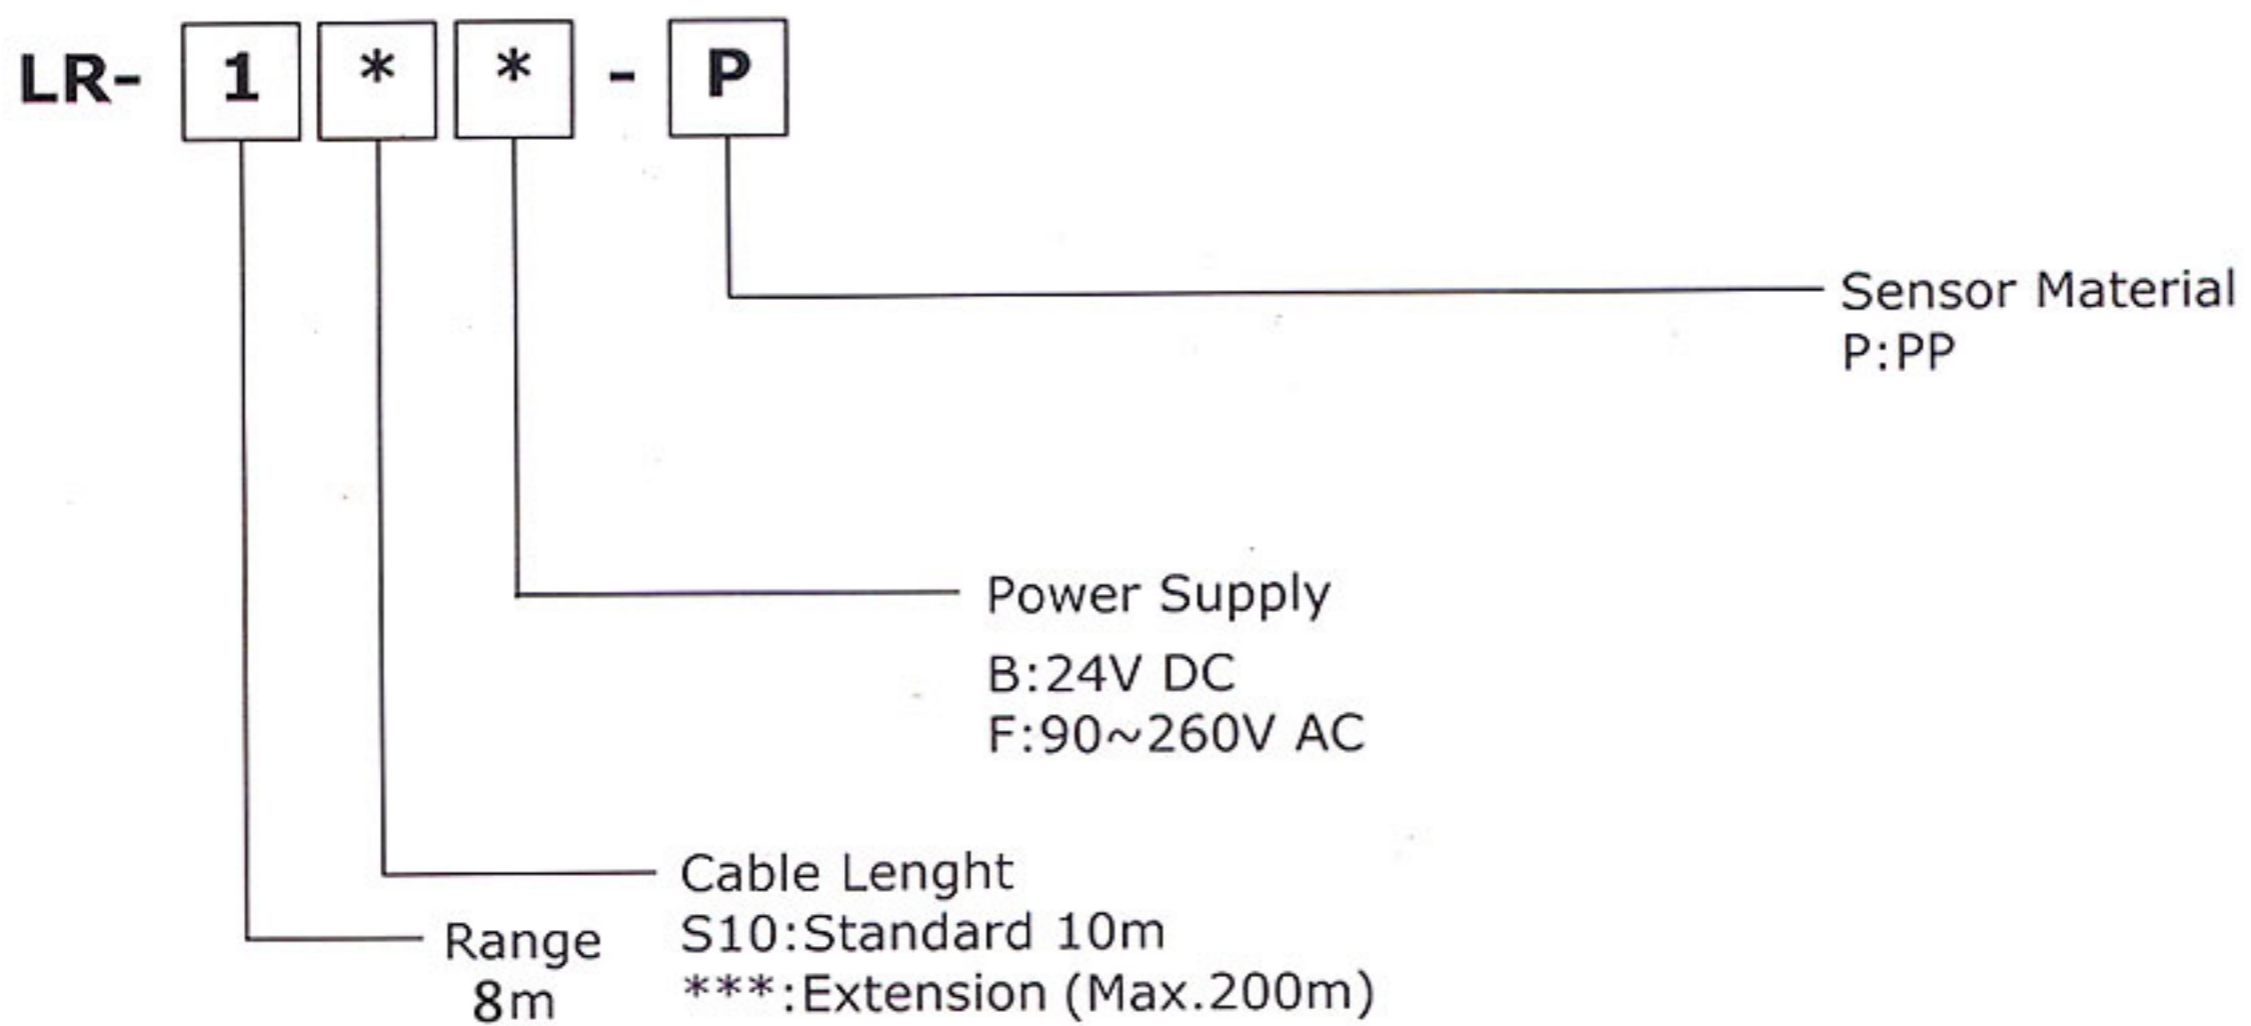 LR- 1 * * - P
Sensor Material
P:PP
Power Supply
B:24V DC
F:90~260V AC
Cable Lenght
S10:Standard 10m
***:Extension (Max.200m)
Range
8m